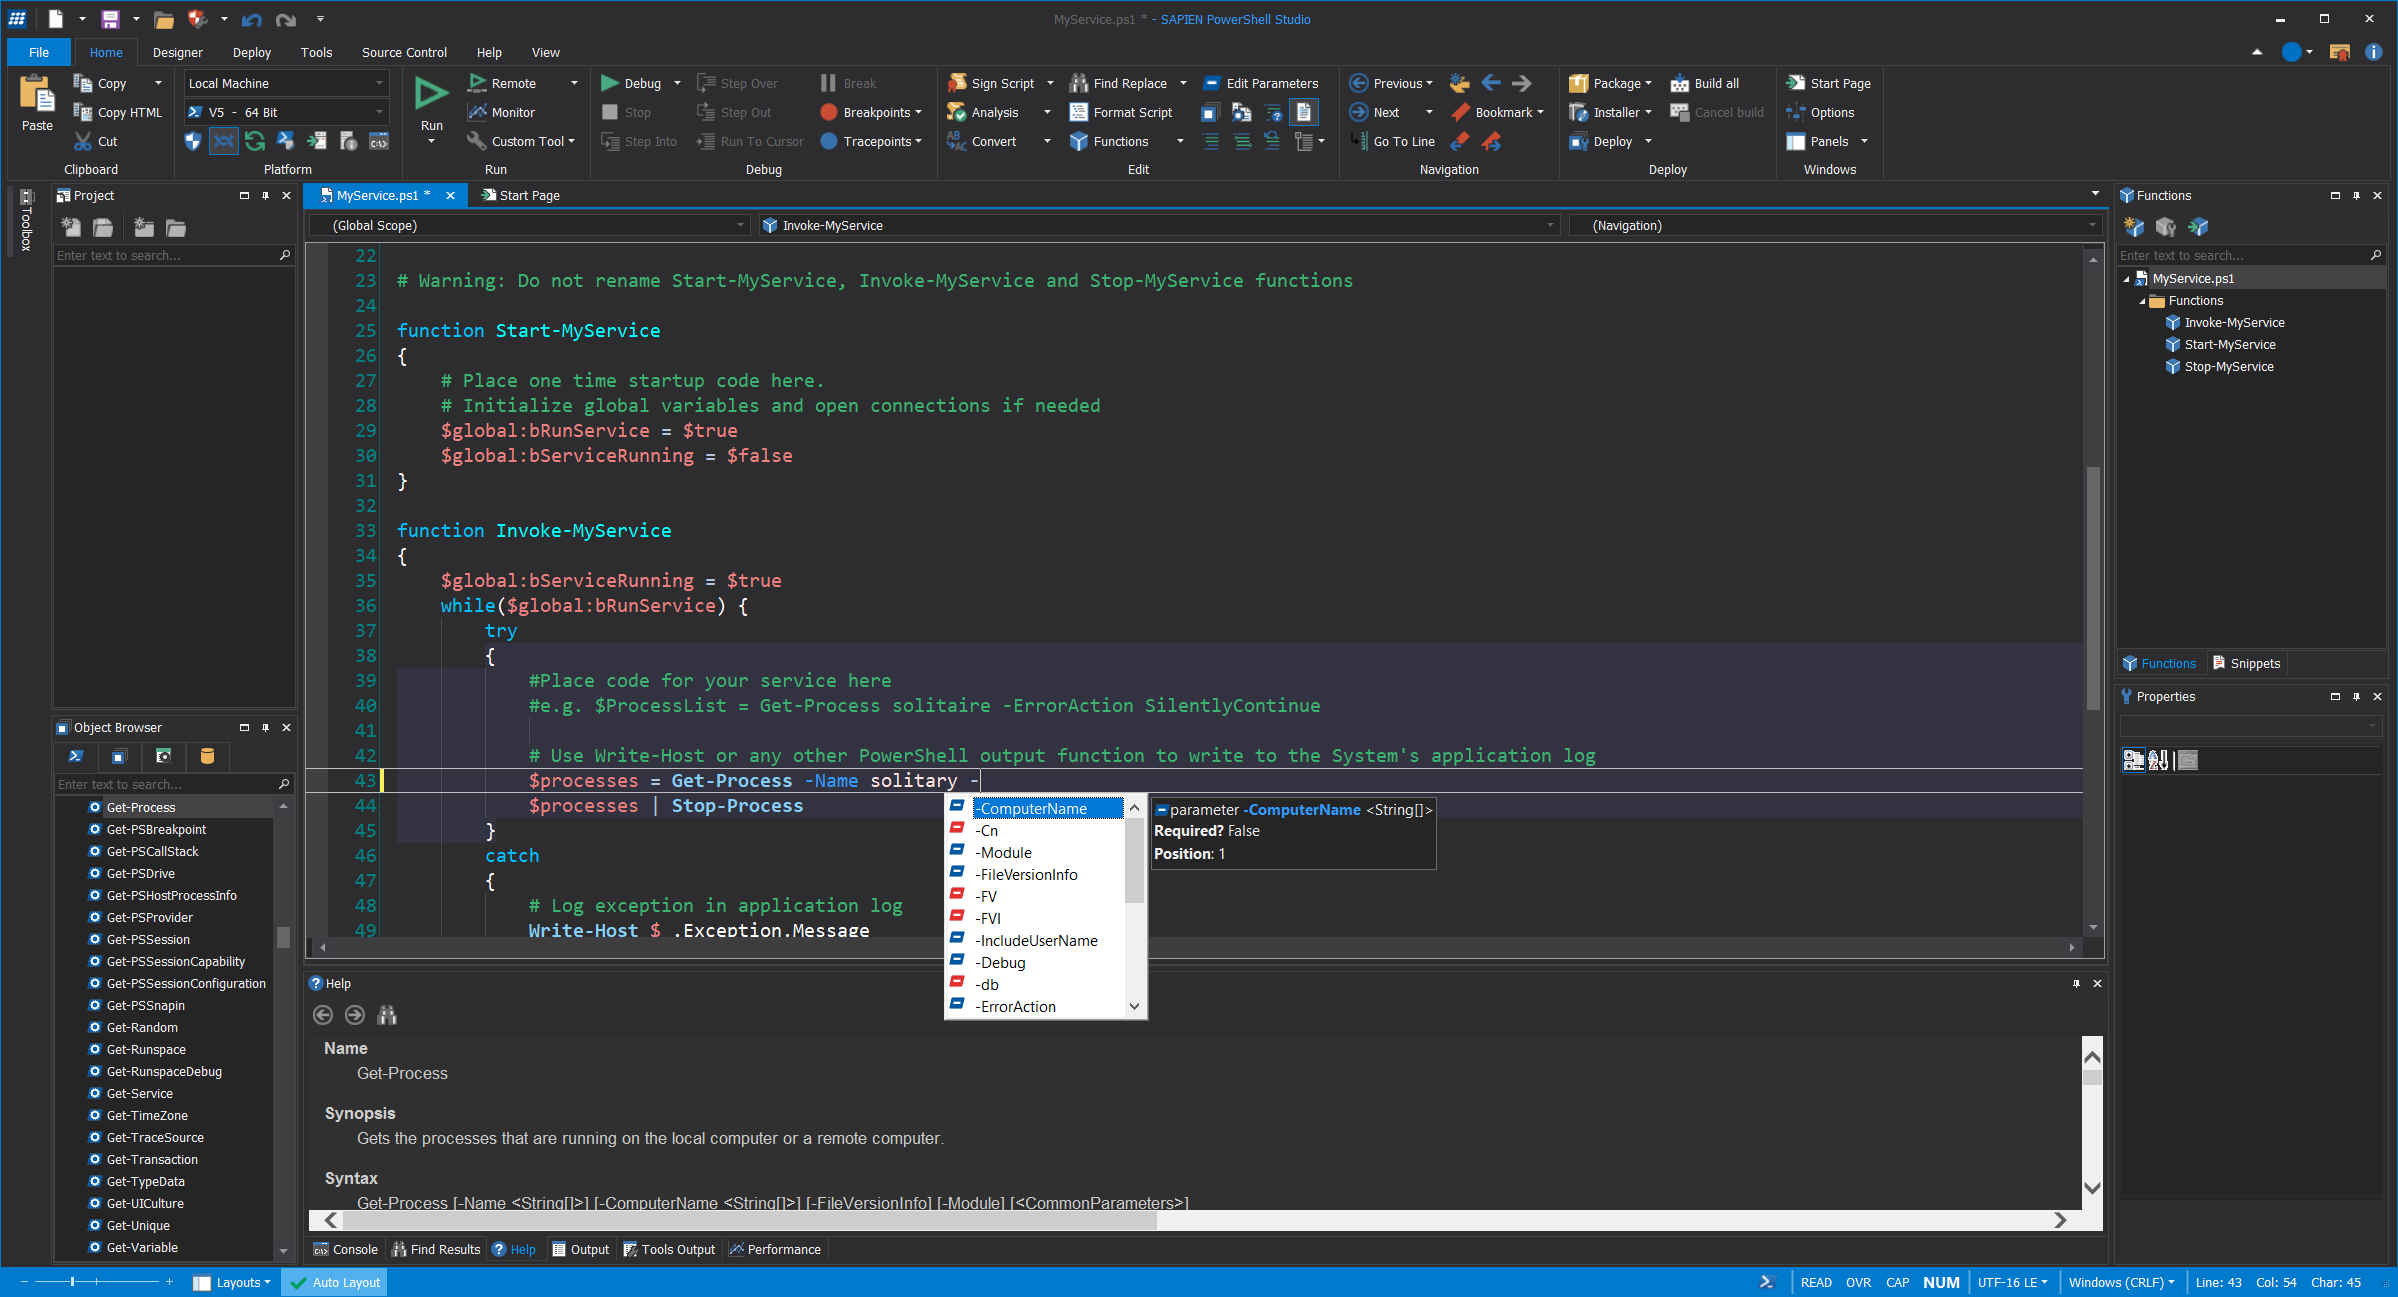 MyService.ps1 * - SAPIEN PowerShell Studio
File Home Designer Deploy Tools Source Control Help View
Paste
Copy
Copy HTML
Cut
Clipboard
Local Machine
V5 - 64 Bit
Platform
Run
Remote
Monitor
Custom Tool
Run
Debug
Stop
Step Into
Step Over
Step Out
Run To Cursor
Break
Breakpoints
Tracepoints
Debug
Sign Script
Analysis
Convert
Find Replace
Format Script
Functions
Edit Parameters
Edit
Previous
Next
Go To Line
Bookmark
Navigation
Package
Installer
Deploy
Build all
Cancel build
Deploy
Start Page
Options
Panels
Windows
Toolbox
Project
Enter text to search...
MyService.ps1 *
Start Page
(Global Scope)
Invoke-MyService
(Navigation)
22
23 # Warning: Do not rename Start-MyService, Invoke-MyService and Stop-MyService functions
24
25 function Start-MyService
26 {
27 # Place one time startup code here.
28 # Initialize global variables and open connections if needed
29 $global:bRunService = $true
30 $global:bServiceRunning = $false
31 }
32
33 function Invoke-MyService
34 {
35 $global:bServiceRunning = $true
36 while($global:bRunService) {
37 try
38 {
39 #Place code for your service here
40 #e.g. $ProcessList = Get-Process solitaire -ErrorAction SilentlyContinue
41
42 # Use Write-Host or any other PowerShell output function to write to the System's application log
43 $processes = Get-Process -Name solitary -
44 $processes | Stop-Process
45 }
46 catch
47 {
48 # Log exception in application log
49 Write-Host $ .Exception.Message
-ComputerName
-Cn
-Module
-FileVersionInfo
-FV
-FVI
-IncludeUserName
-Debug
-db
-ErrorAction
parameter -ComputerName <String[]>
Required? False
Position: 1
Object Browser
Enter text to search...
Get-Process
Get-PSBreakpoint
Get-PSCallStack
Get-PSDrive
Get-PSHostProcessInfo
Get-PSProvider
Get-PSSession
Get-PSSessionCapability
Get-PSSessionConfiguration
Get-PSSnapin
Get-Random
Get-Runspace
Get-RunspaceDebug
Get-Service
Get-TimeZone
Get-TraceSource
Get-Transaction
Get-TypeData
Get-UICulture
Get-Unique
Get-Variable
Help
Name
Get-Process
Synopsis
Gets the processes that are running on the local computer or a remote computer.
Syntax
Get-Process [-Name <String[]>] [-ComputerName <String[]>] [-FileVersionInfo] [-Module] [<CommonParameters>]
Console Find Results Help Output Tools Output Performance
Functions
Enter text to search...
MyService.ps1
Functions
Invoke-MyService
Start-MyService
Stop-MyService
Functions Snippets
Properties
Layouts Auto Layout
READ OVR CAP NUM UTF-16 LE Windows (CRLF) Line: 43 Col: 54 Char: 45